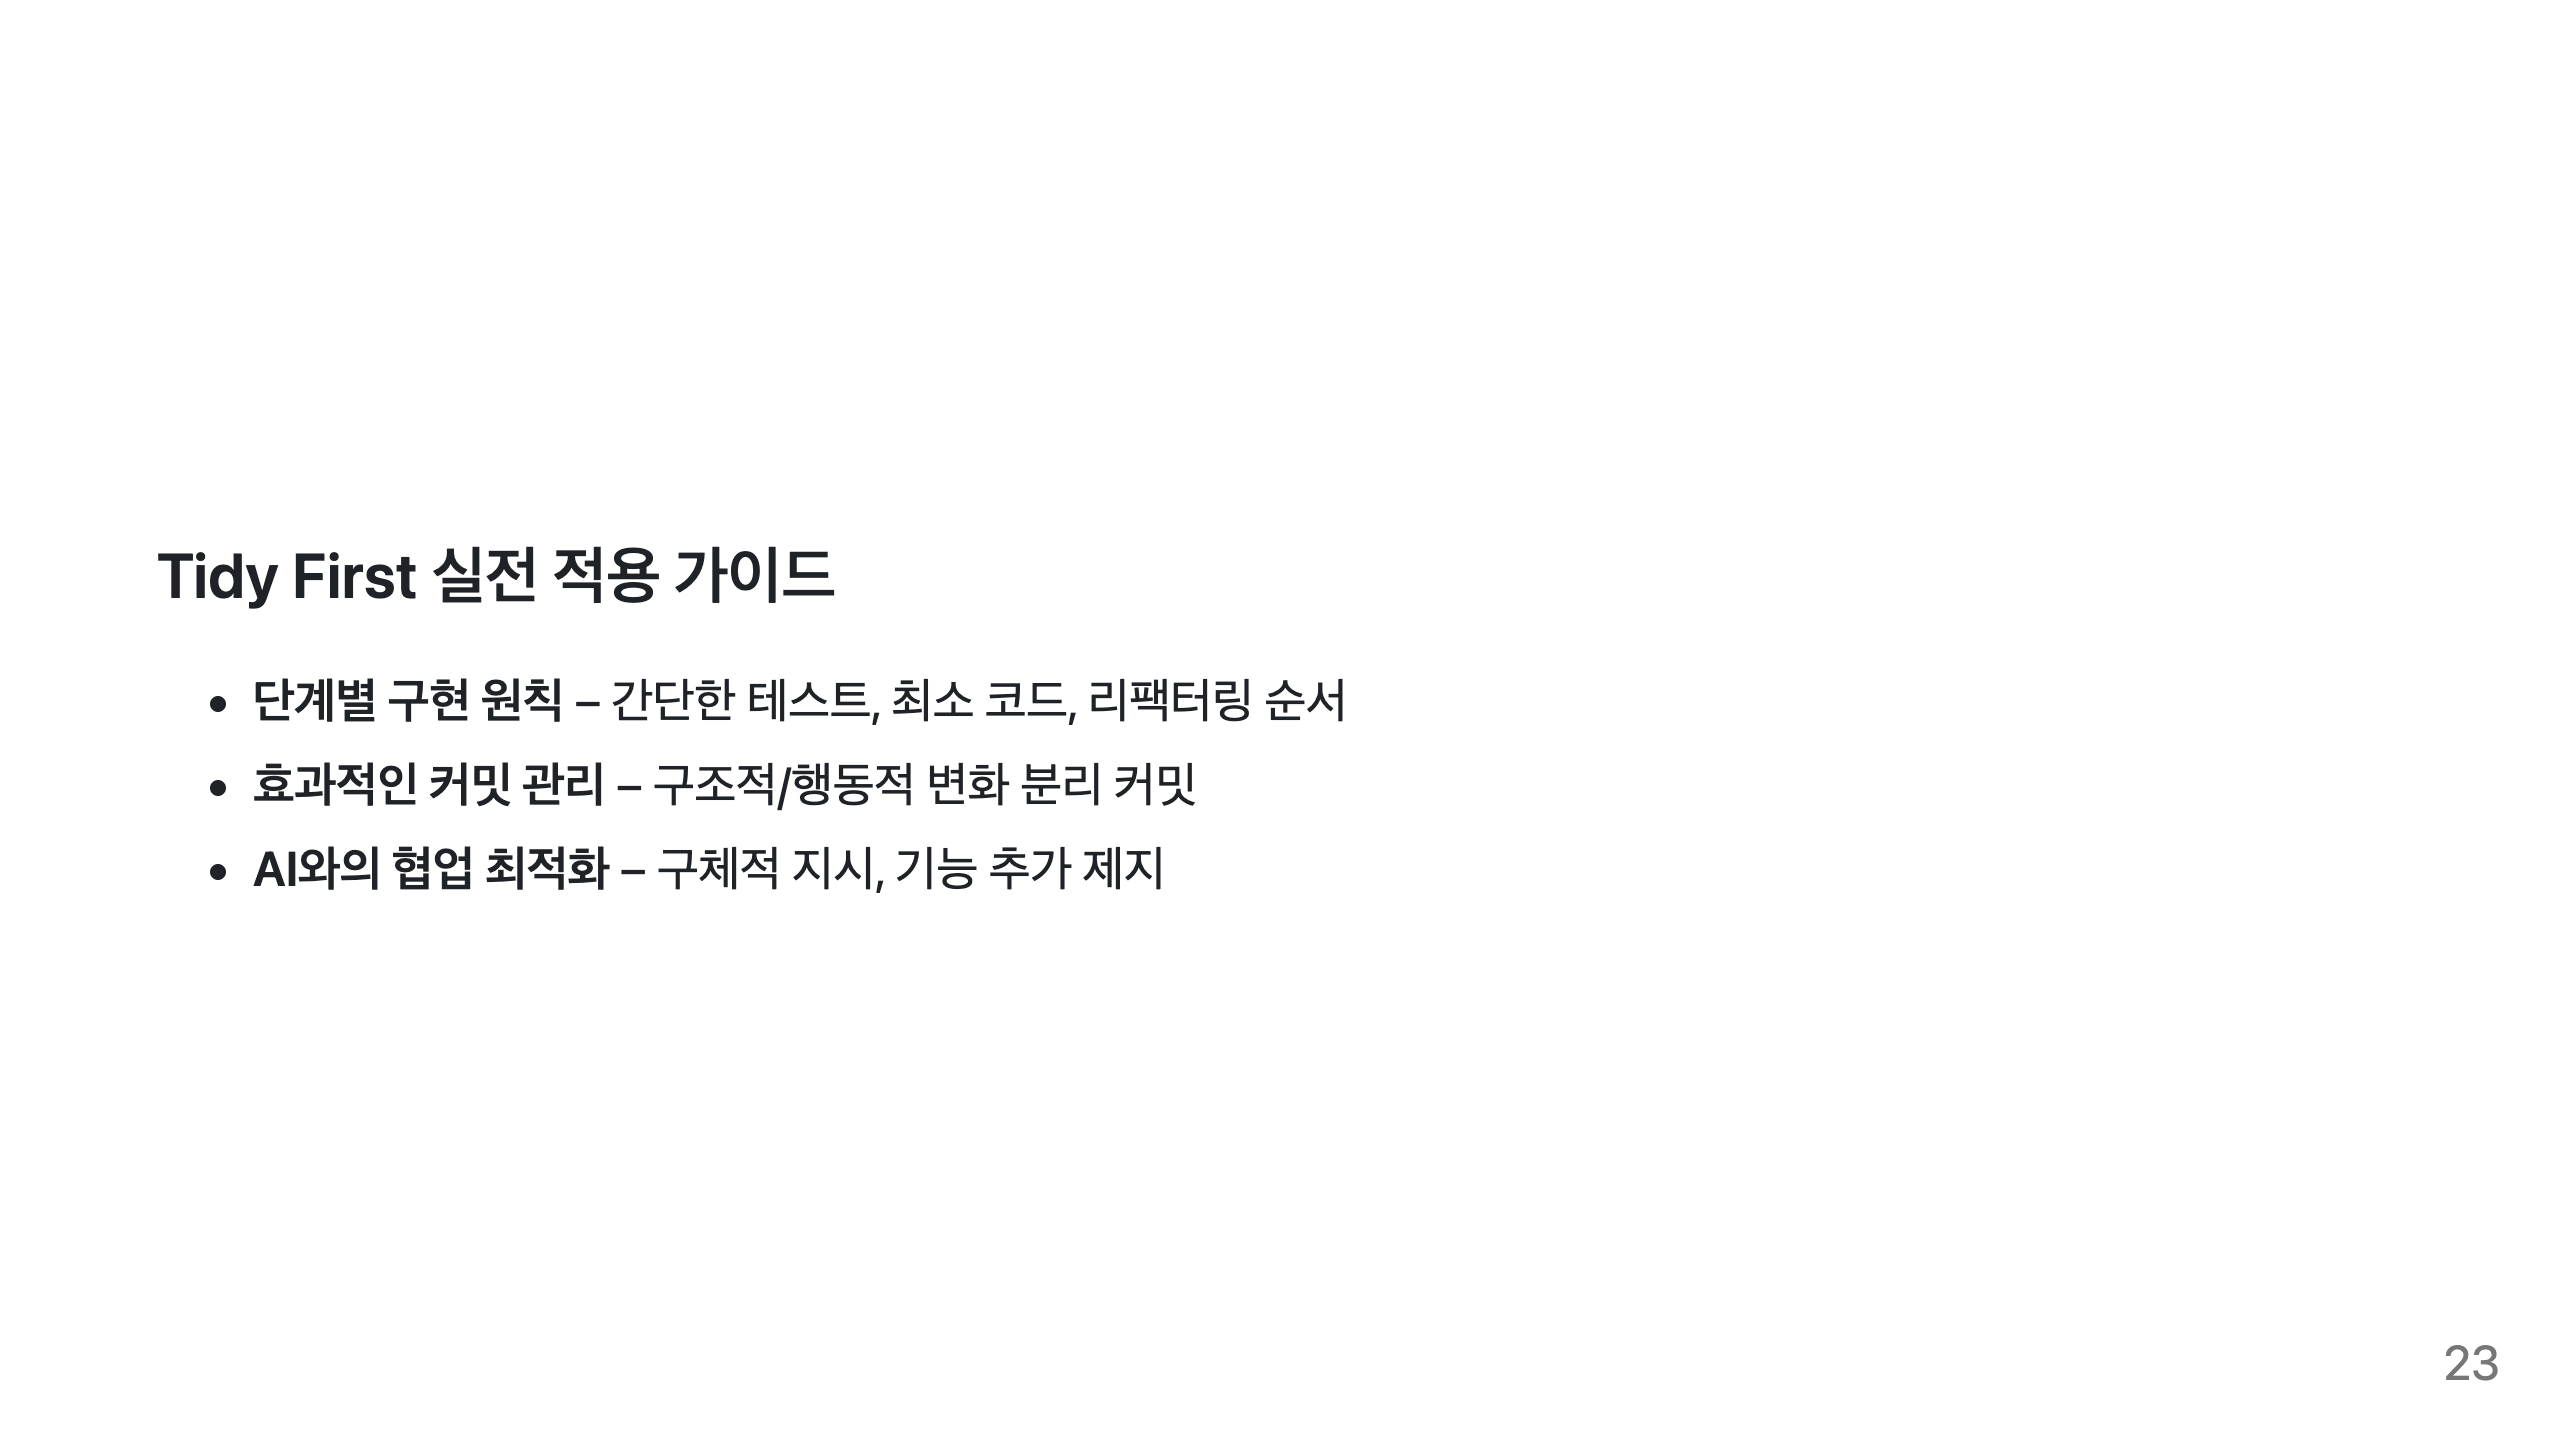 Tidy First 실전 적용 가이드
• 단계별 구현 원칙 – 간단한 테스트, 최소 코드, 리팩터링 순서
• 효과적인 커밋 관리 – 구조적/행동적 변화 분리 커밋
• AI와의 협업 최적화 – 구체적 지시, 기능 추가 제지
23